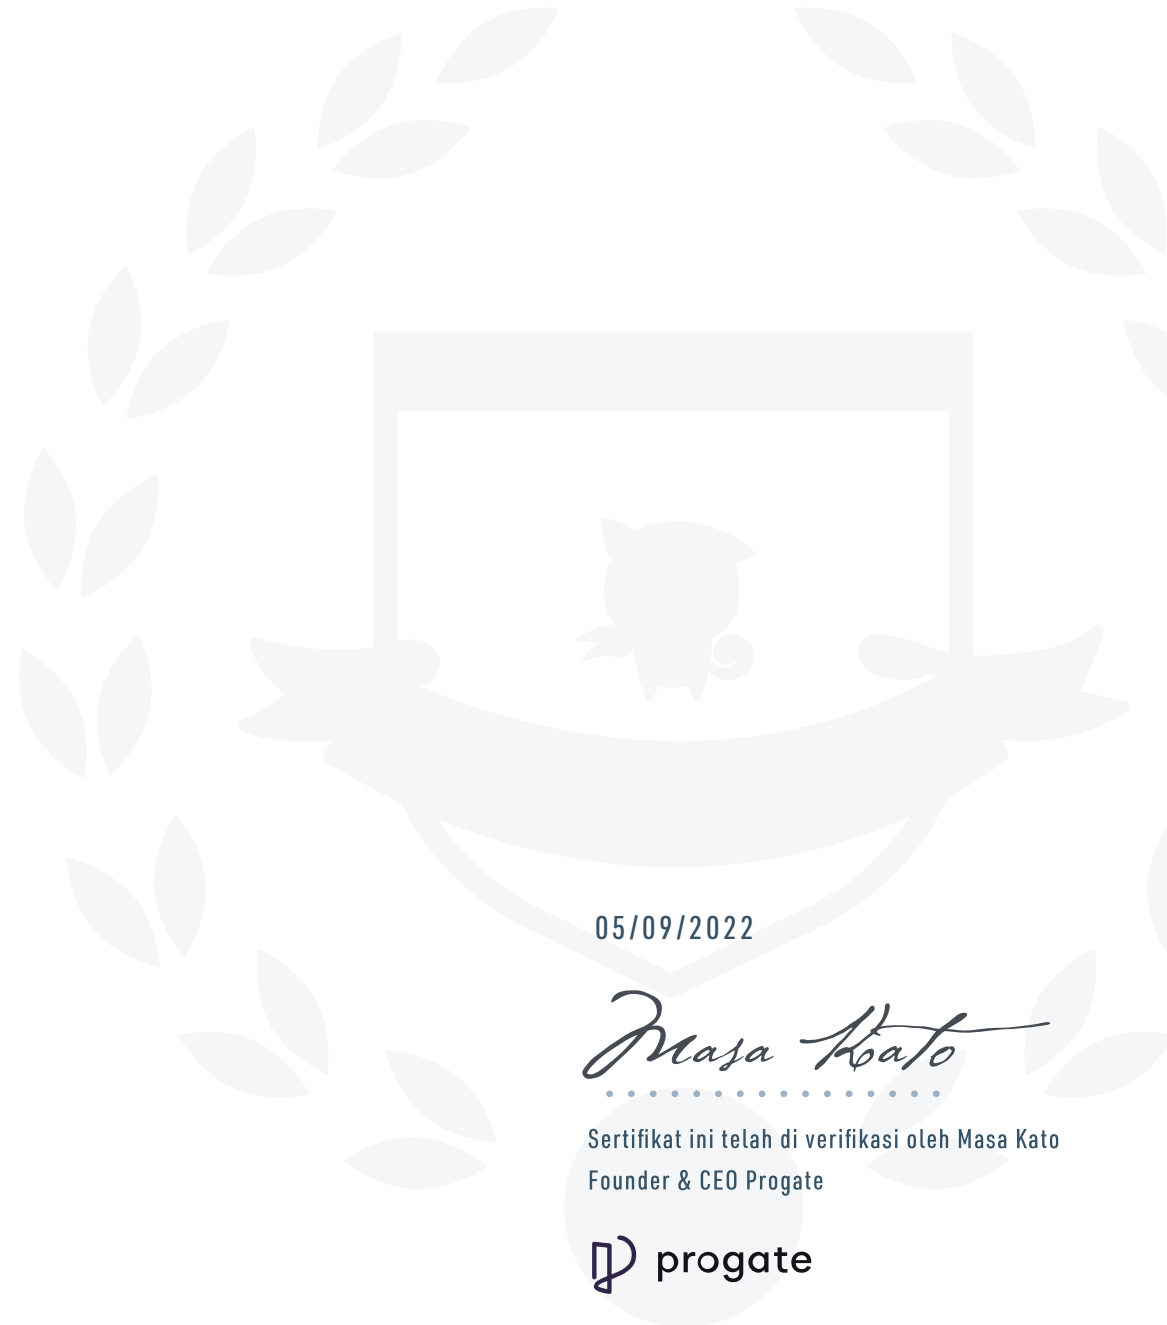 05/09/2022
Masa Kato
Sertifikat ini telah di verifikasi oleh Masa Kato
Founder & CEO Progate
progate